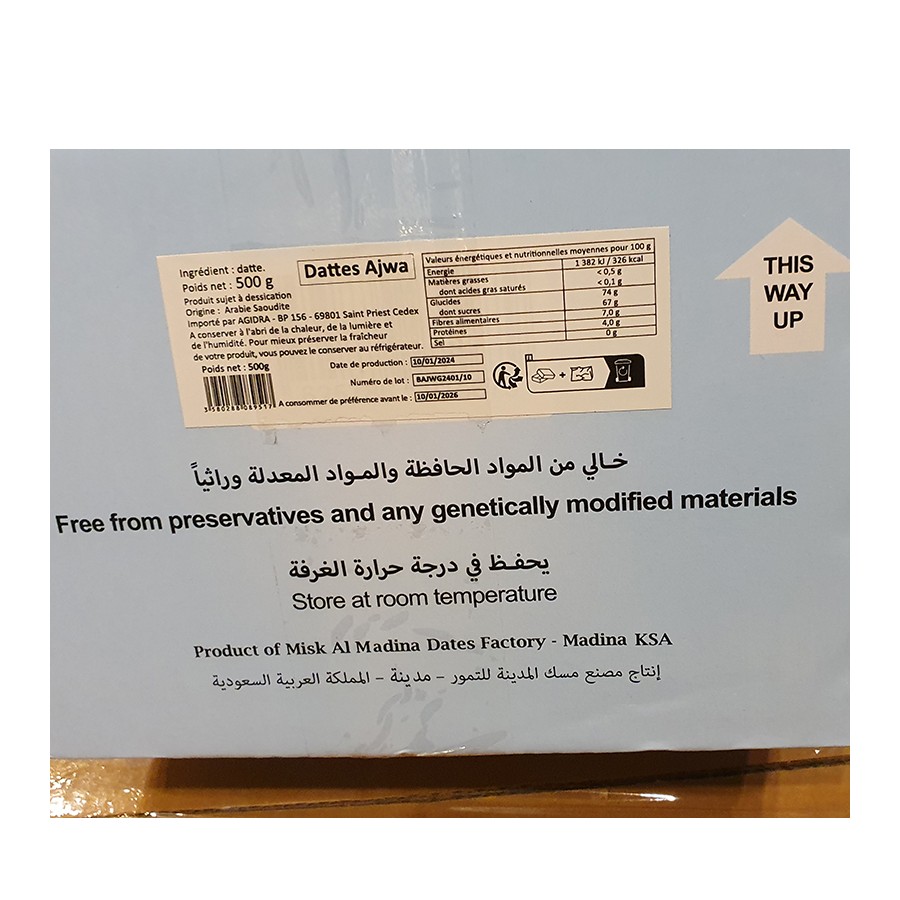 Ingrédient : datte.
Poids net : 500 g
Dattes Ajwa
Produit sujet à dessication
Origine : Arabie Saoudite
Importé par AGIDRA - BP 156 - 69801 Saint Priest Cedex
A conserver à l'abri de la chaleur, de la lumière et
de l'humidité. Pour mieux préserver la fraîcheur
de votre produit, vous pouvez le conserver au réfrigérateur.
Poids net : 500g
3 580288 089517
Date de production : 10/01/2024
Numéro de lot : BAJWG2401/10
A consommer de préférence avant le : 10/01/2026
Valeurs énergétiques et nutritionnelles moyennes pour 100 g
Energie 1 382 kJ / 326 kcal
Matières grasses < 0,5 g
dont acides gras saturés < 0,1 g
Glucides 74 g
dont sucres 67 g
Fibres alimentaires 7,0 g
Protéines 4,0 g
Sel 0 g
THIS
WAY
UP
خالي من المواد الحافظة والمواد المعدلة وراثياً
Free from preservatives and any genetically modified materials
يحفظ في درجة حرارة الغرفة
Store at room temperature
Product of Misk Al Madina Dates Factory - Madina KSA
إنتاج مصنع مسك المدينة للتمور - مدينة - المملكة العربية السعودية